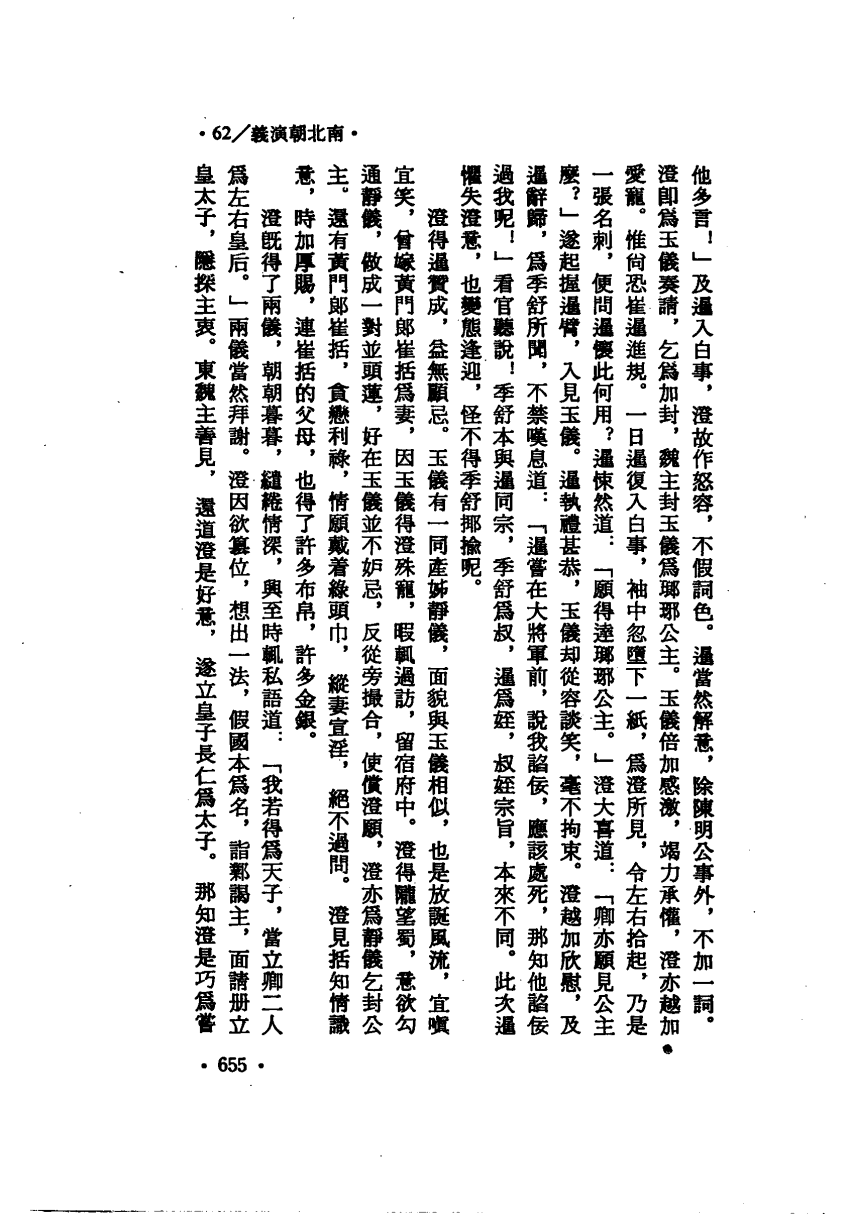 ・62／義演朝北南・
他多言！」及暹入白事，澄故作怒容，不假詞色。暹當然解意，除陳明公事外，不加一詞。
澄卽爲玉儀奏請，乞爲加封，魏主封玉儀爲瑯琊公主。玉儀倍加感激，竭力承懽，澄亦越加
愛寵。惟尙恐崔暹進規。一日暹復入白事，袖中忽墮下一紙，爲澄所見，令左右拾起，乃是
一張名刺，便問暹懷此何用？暹悚然道：「願得達瑯琊公主。」澄大喜道：「卿亦願見公主
麼？」遂起握暹臂，入見玉儀。暹執禮甚恭，玉儀却從容談笑，毫不拘束。澄越加欣慰，及
暹辭歸，爲季舒所聞，不禁嘆息道：「暹嘗在大將軍前，說我諂佞，應該處死，那知他諂佞
過我呢！」看官聽說！季舒本與暹同宗，季舒爲叔，暹爲姪，叔姪宗旨，本來不同。此次暹
懼失澄意，也變態逢迎，怪不得季舒揶揄呢。
澄得暹贊成，益無顧忌。玉儀有一同產姊靜儀，面貌與玉儀相似，也是放誕風流，宜嗔
宜笑，曾嫁黃門郞崔括爲妻，因玉儀得澄殊寵，暇輒過訪，留宿府中。澄得隴望蜀，意欲勾
通靜儀，做成一對並頭蓮，好在玉儀並不妒忌，反從旁撮合，使償澄願，澄亦爲靜儀乞封公
主。還有黃門郞崔括，貪戀利祿，情願戴着綠頭巾，縱妻宣淫，絕不過問。澄見括知情識
意，時加厚賜，連崔括的父母，也得了許多布帛，許多金銀。
澄旣得了兩儀，朝朝暮暮，繾綣情深，興至時輒私語道：「我若得爲天子，當立卿二人
爲左右皇后。」兩儀當然拜謝。澄因欲篡位，想出一法，假國本爲名，詣鄴謁主，面請册立
皇太子，隱探主衷。東魏主善見，還道澄是好意，遂立皇子長仁爲太子。那知澄是巧爲嘗
・655・